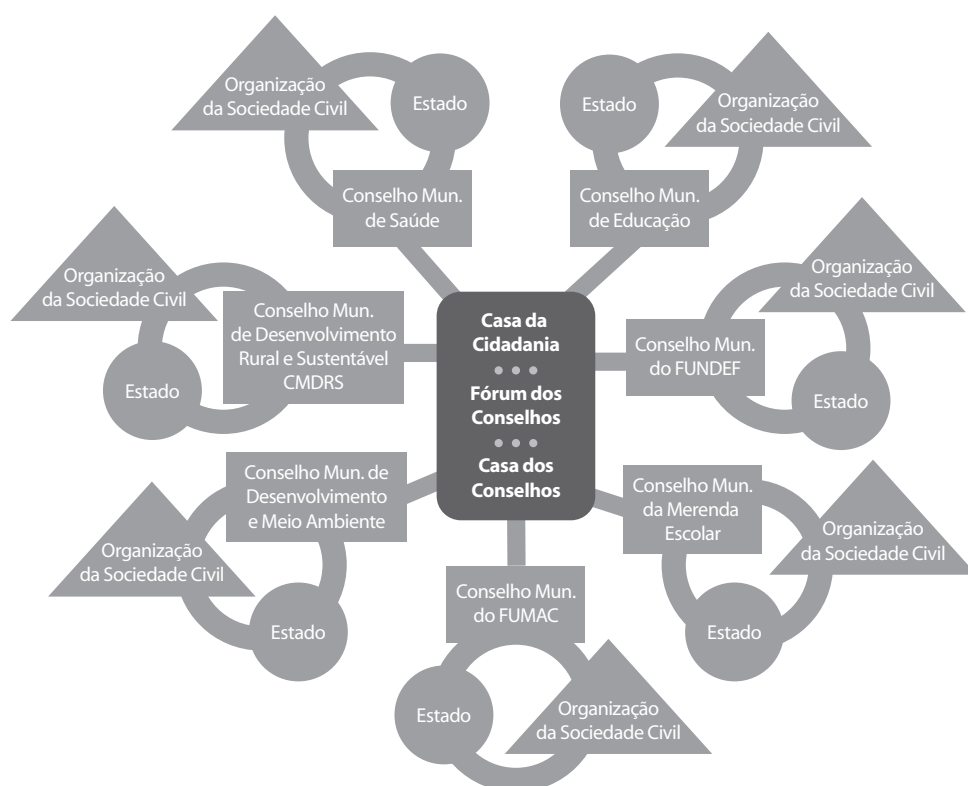 Organização
da Sociedade Civil
Estado
Conselho Mun.
de Saúde
Estado
Organização
da Sociedade Civil
Conselho Mun.
de Educação
Organização
da Sociedade Civil
Conselho Mun.
de Desenvolvimento
Rural e Sustentável
CMDRS
Estado
Casa da
Cidadania
• • •
Fórum dos
Conselhos
• • •
Casa dos
Conselhos
Organização
da Sociedade Civil
Conselho Mun.
do FUNDEF
Estado
Conselho Mun. de
Desenvolvimento
e Meio Ambiente
Organização
da Sociedade Civil
Estado
Conselho Mun.
da Merenda
Escolar
Organização
da Sociedade Civil
Estado
Conselho Mun.
do FUMAC
Estado
Organização
da Sociedade Civil